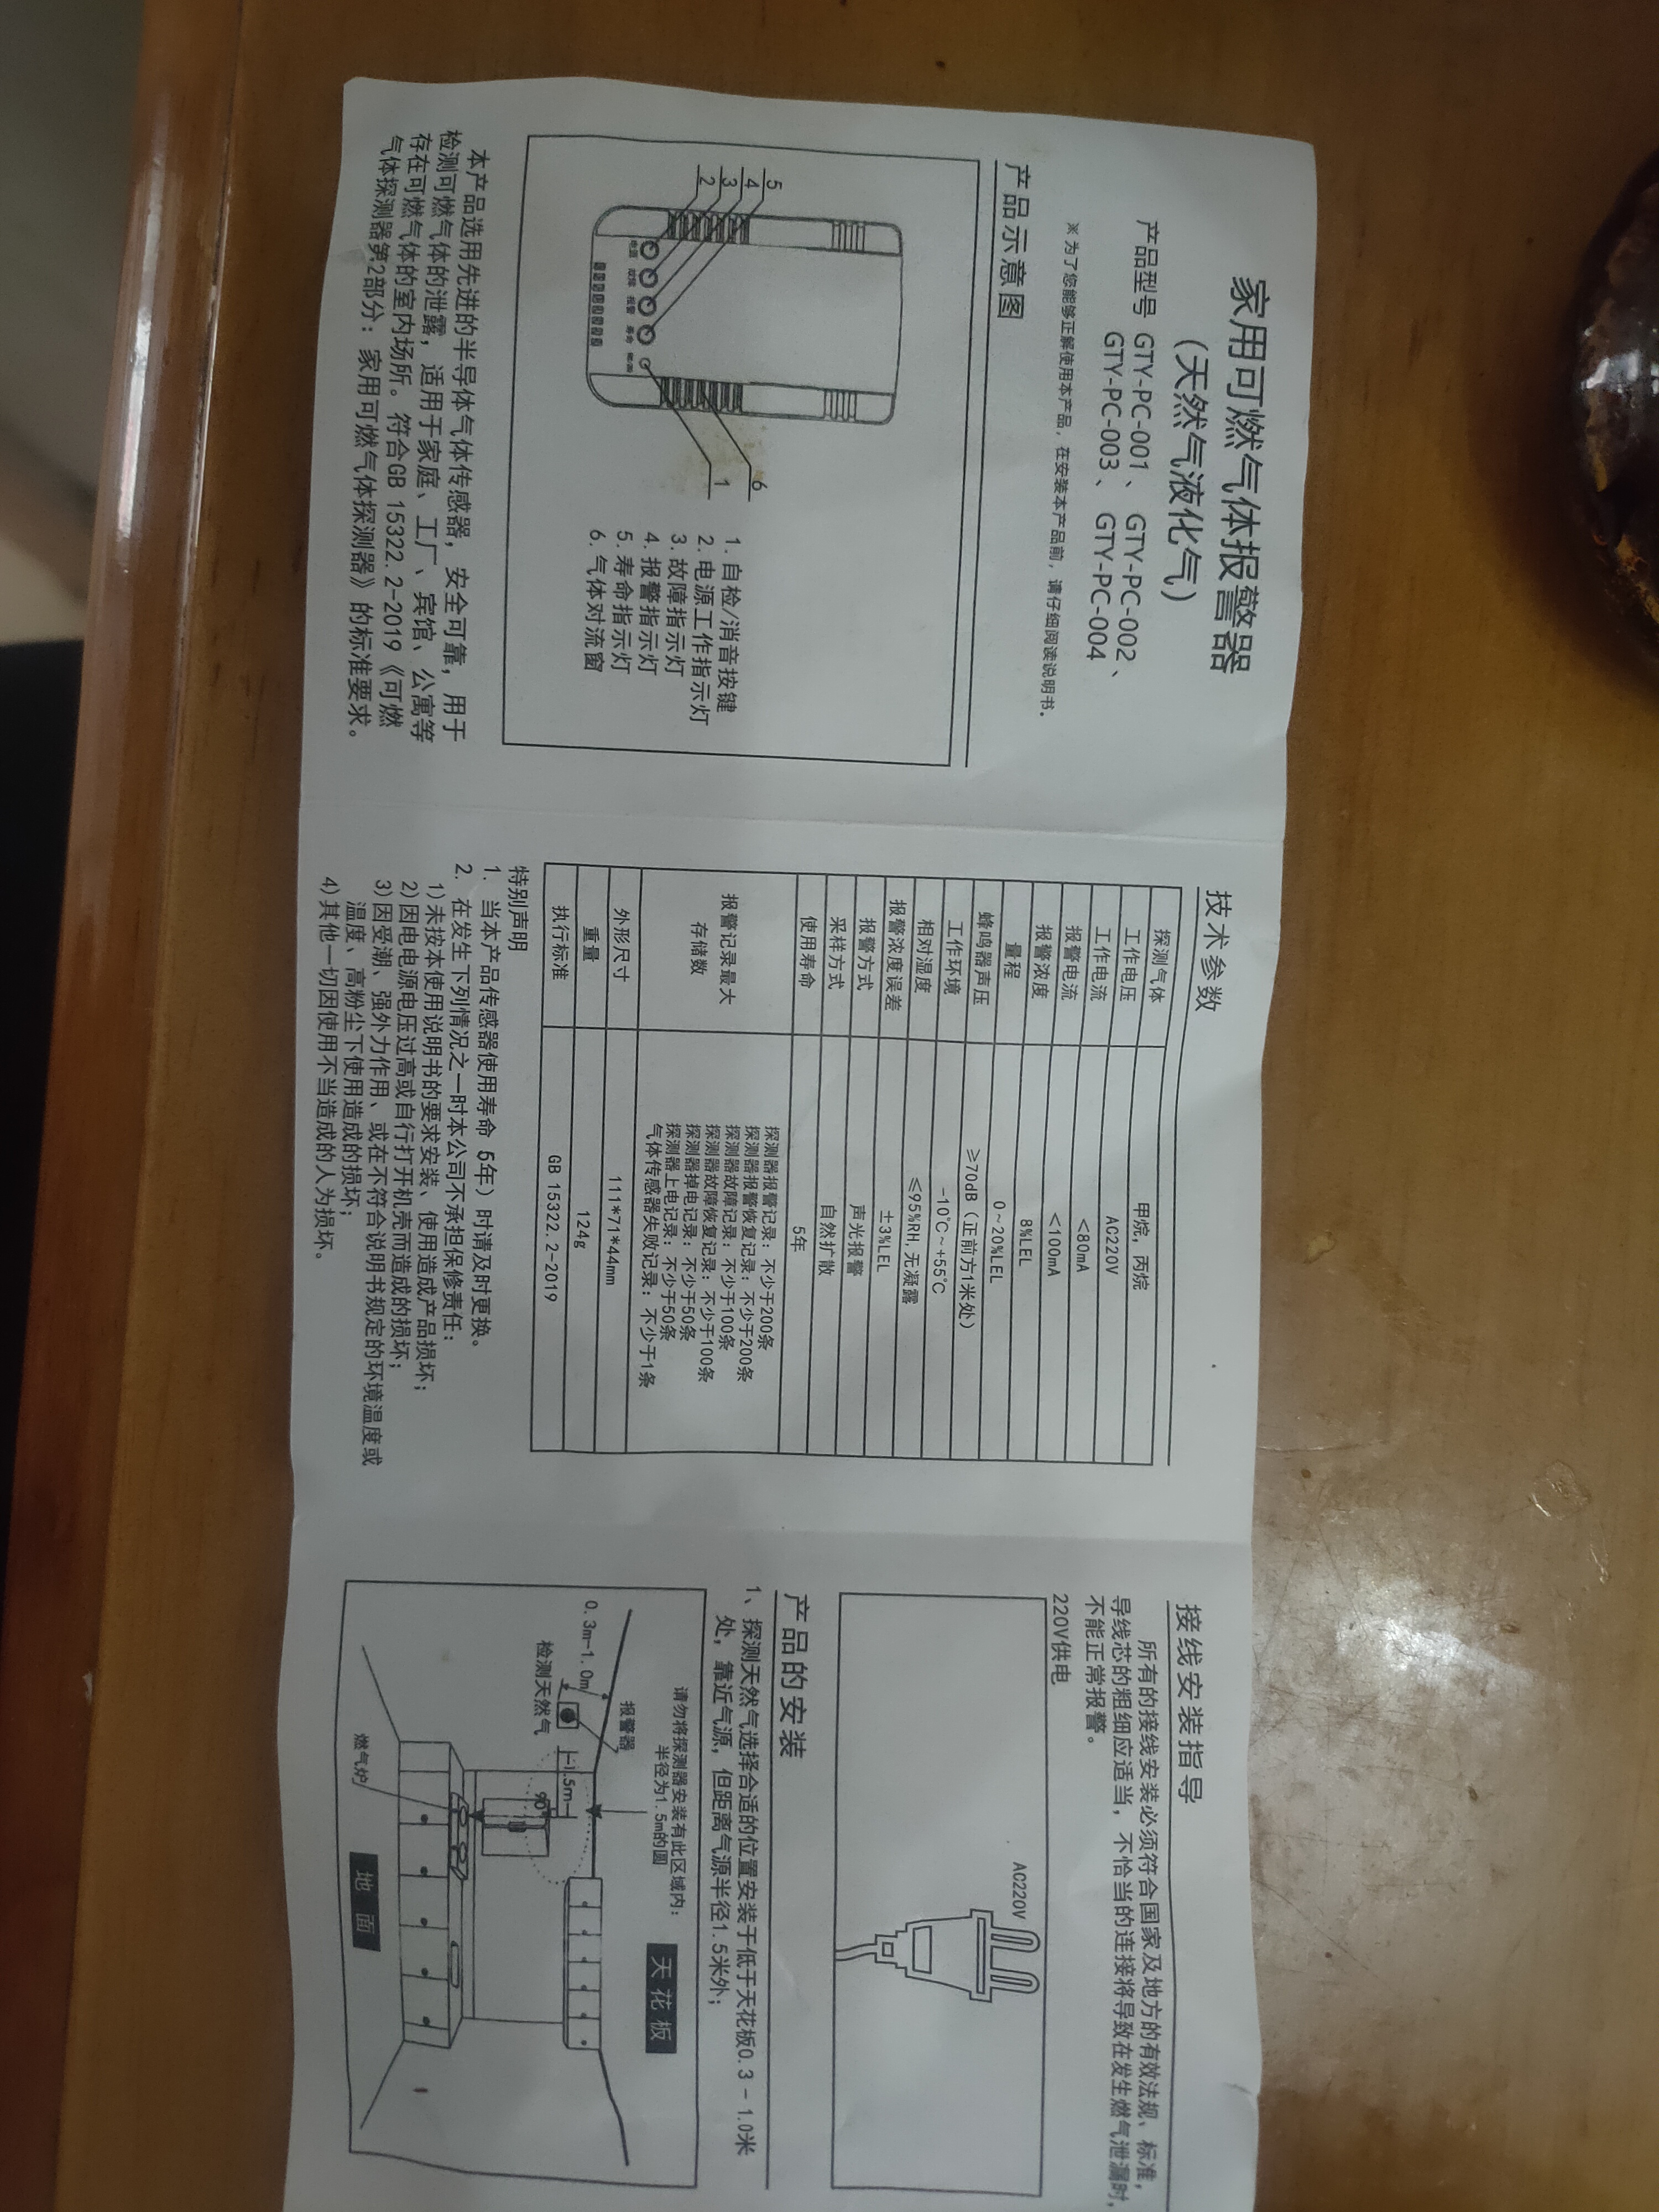 家用可燃气体报警器
(天然气液化气)
产品型号 GTY-PC-001、 GTY-PC-002、
GTY-PC-003、 GTY-PC-004
※ 为了您能够正解使用本产品，在安装本产品前，请仔细阅读说明书。
产品示意图
5
4
3
2
6
1
1. 自检/消音按键
2. 电源工作指示灯
3. 故障指示灯
4. 报警指示灯
5. 寿命指示灯
6. 气体对流窗
本产品选用先进的半导体气体传感器，安全可靠，用于
检测可燃气体的泄露，适用于家庭、工厂、宾馆、公寓等
存在可燃气体的室内场所。符合GB 15322.2-2019《可燃
气体探测器第2部分：家用可燃气体探测器》的标准要求。
技术参数
探测气体 甲烷，丙烷
工作电压 AC220V
工作电流 <80mA
报警电流 <100mA
报警浓度 8%LEL
量程 0~20%LEL
蜂鸣器声压 ≥70dB（正前方1米处）
工作环境 -10℃~+55℃
相对湿度 ≤95%RH,无凝露
报警浓度误差 ±3%LEL
报警方式 声光报警
采样方式 自然扩散
使用寿命 5年
报警记录最大
存储数
探测器报警记录：不少于200条
探测器报警恢复记录：不少于200条
探测器故障记录：不少于100条
探测器故障恢复记录：不少于100条
探测器掉电记录：不少于50条
探测器上电记录：不少于50条
气体传感器失败记录：不少于1条
外形尺寸 111*71*44mm
重量 124g
执行标准 GB 15322.2-2019
特别声明
1. 当本产品传感器使用寿命 5年）时请及时更换。
2. 在发生下列情况之一时本公司不承担保修责任：
1)未按本使用说明书的要求安装、使用造成产品损坏；
2)因电电源电压过高或自行打开机壳而造成的损坏；
3)因受潮、强外力作用、或在不符合说明书规定的环境温度或
温度、高粉尘下使用造成的损坏；
4)其他一切因使用不当造成的人为损坏。
接线安装指导
所有的接线安装必须符合国家及地方的有效法规、标准，
导线芯的粗细应适当，不恰当的连接将导致在发生燃气泄漏时，
不能正常报警。
220V供电
AC220V
产品的安装
1、探测天然气选择合适的位置安装于低于天花板0.3-1.0米
处，靠近气源，但距离气源半径1.5米外；
请勿将探测器安装有此区域内：
半径为1.5m的圆
天花板
报警器
0.3m-1.0m
检测天然气
1.5m
90°
燃气炉
地面